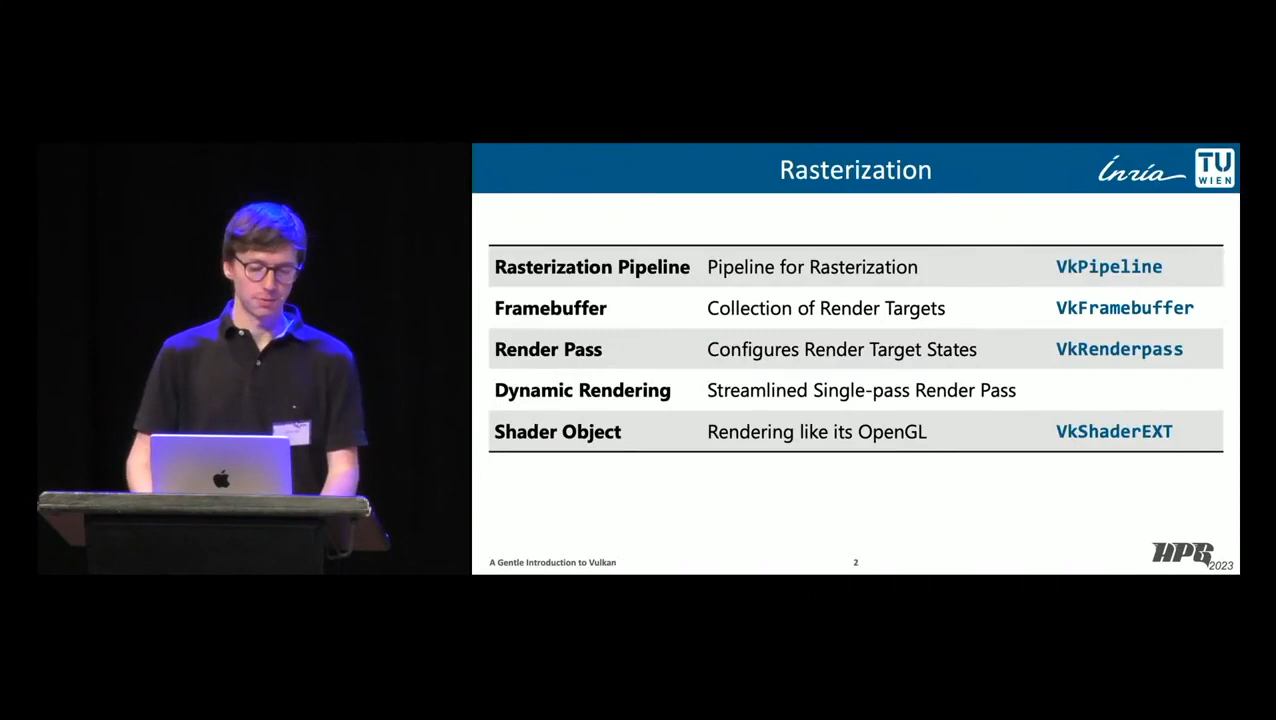 Rasterization
Inria
TU
WIEN
Rasterization Pipeline Pipeline for Rasterization VkPipeline
Framebuffer Collection of Render Targets VkFramebuffer
Render Pass Configures Render Target States VkRenderpass
Dynamic Rendering Streamlined Single-pass Render Pass
Shader Object Rendering like its OpenGL VkShaderEXT
A Gentle Introduction to Vulkan 2
HPG 2023